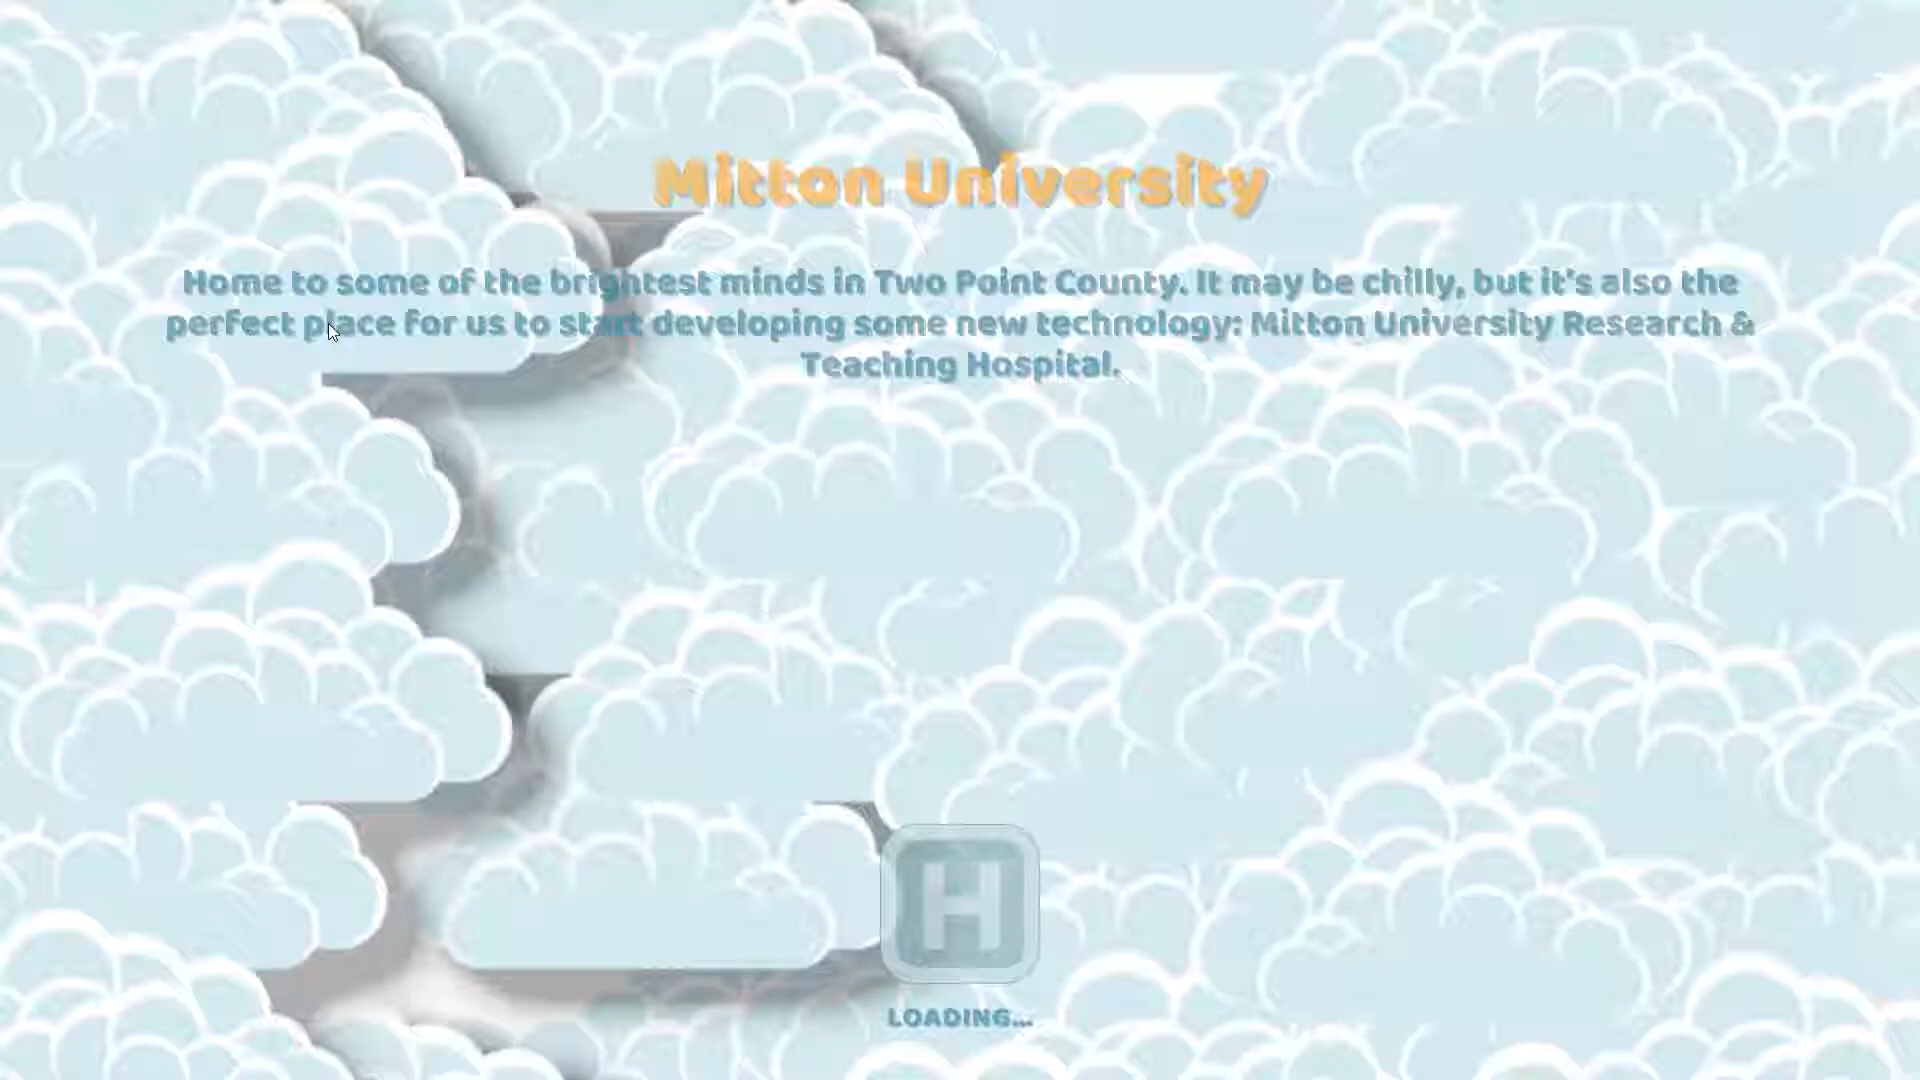 Mitton University
Home to some of the brightest minds in Two Point County. It may be chilly, but it's also the
perfect place for us to start developing some new technology: Mitton University Research &
Teaching Hospital.
H
LOADING...